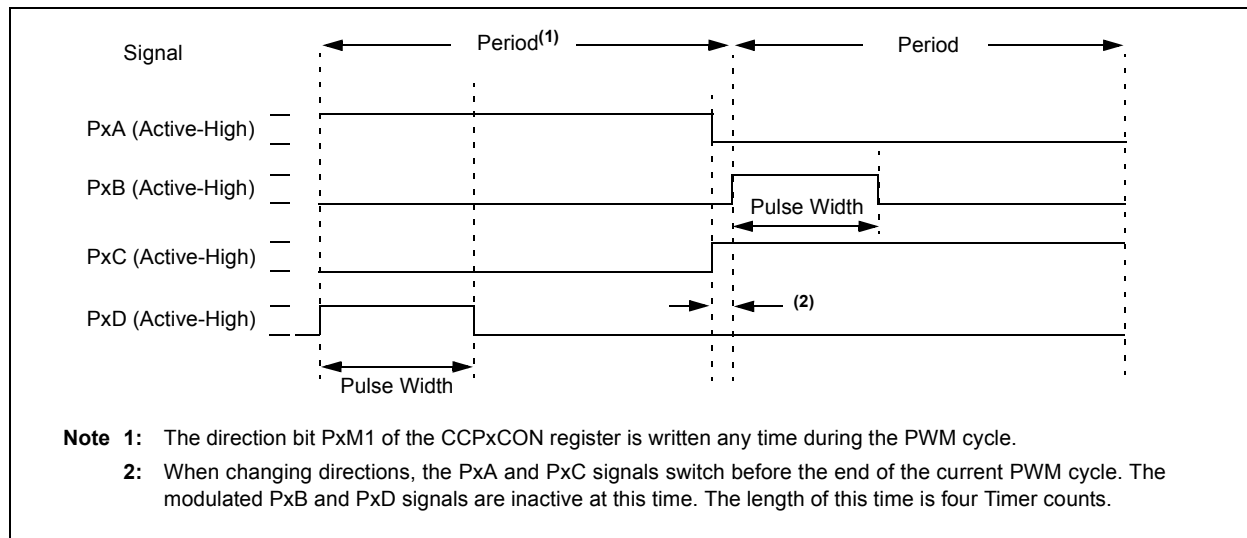 Signal
Period(1)
Period
PxA (Active-High)
PxB (Active-High)
Pulse Width
PxC (Active-High)
(2)
PxD (Active-High)
Pulse Width
Note 1: The direction bit PxM1 of the CCPxCON register is written any time during the PWM cycle.
2: When changing directions, the PxA and PxC signals switch before the end of the current PWM cycle. The
modulated PxB and PxD signals are inactive at this time. The length of this time is four Timer counts.